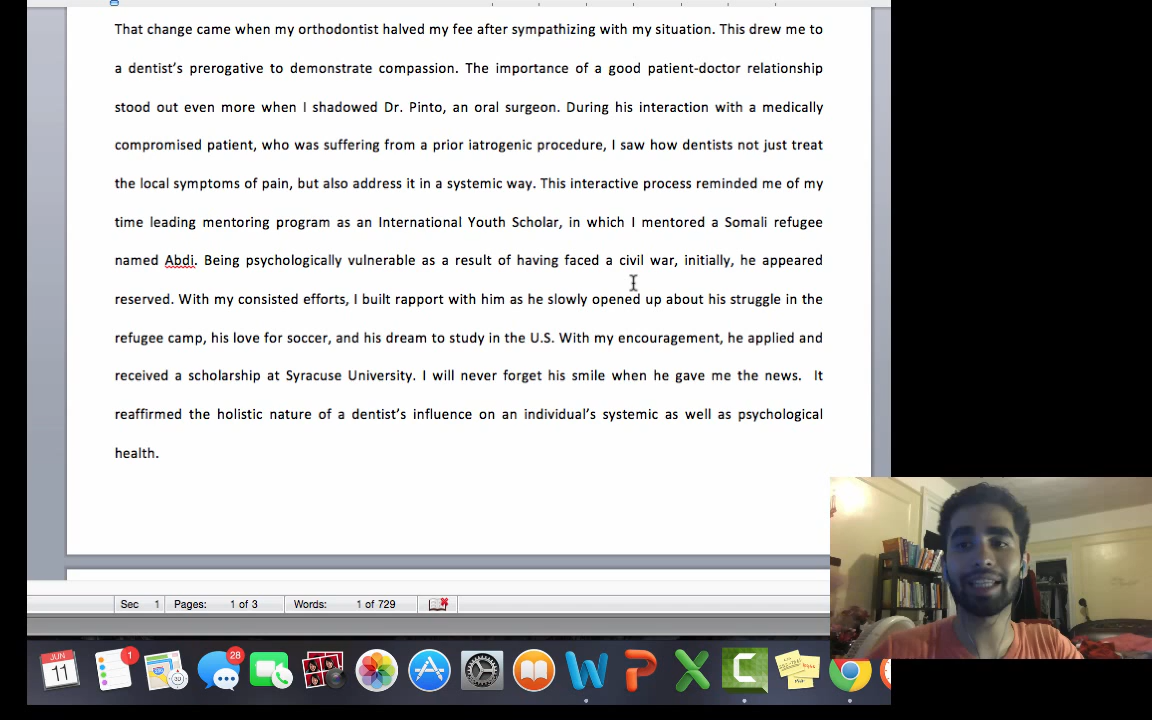 That change came when my orthodontist halved my fee after sympathizing with my situation. This drew me to
a dentist's prerogative to demonstrate compassion. The importance of a good patient-doctor relationship
stood out even more when I shadowed Dr. Pinto, an oral surgeon. During his interaction with a medically
compromised patient, who was suffering from a prior iatrogenic procedure, I saw how dentists not just treat
the local symptoms of pain, but also address it in a systemic way. This interactive process reminded me of my
time leading mentoring program as an International Youth Scholar, in which I mentored a Somali refugee
named Abdi. Being psychologically vulnerable as a result of having faced a civil war, initially, he appeared
reserved. With my consisted efforts, I built rapport with him as he slowly opened up about his struggle in the
refugee camp, his love for soccer, and his dream to study in the U.S. With my encouragement, he applied and
received a scholarship at Syracuse University. I will never forget his smile when he gave me the news.  It
reaffirmed the holistic nature of a dentist's influence on an individual's systemic as well as psychological
health.
Sec 1 Pages: 1 of 3 Words: 1 of 729
JUN 1 28
11